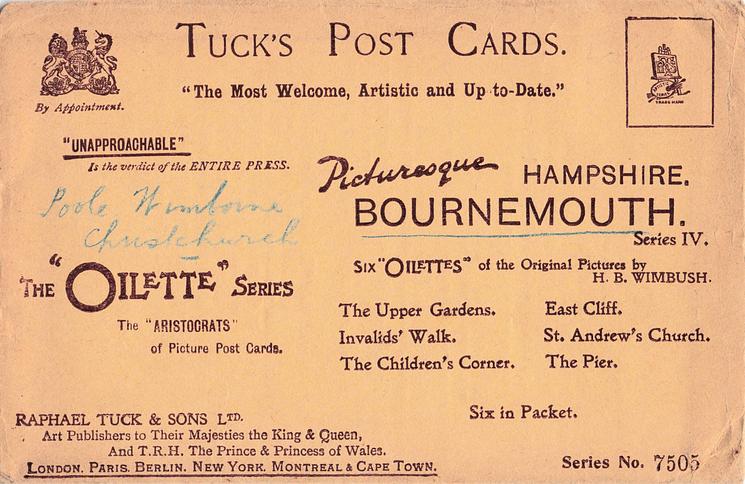 TUCK'S POST CARDS.
"The Most Welcome, Artistic and Up-to-Date."
By Appointment.
TRADE MARK
"UNAPPROACHABLE"
Is the verdict of the ENTIRE PRESS.
Poole Wimborne
Christchurch
THE "OILETTE" SERIES
The "ARISTOCRATS"
of Picture Post Cards.
Picturesque HAMPSHIRE.
BOURNEMOUTH.
Series IV.
SIX "OILETTES" of the Original Pictures by
H. B. WIMBUSH.
The Upper Gardens. East Cliff.
Invalids' Walk. St. Andrew's Church.
The Children's Corner. The Pier.
Six in Packet.
RAPHAEL TUCK & SONS LTD.
Art Publishers to Their Majesties the King & Queen,
And T.R.H. The Prince & Princess of Wales.
LONDON. PARIS. BERLIN. NEW YORK. MONTREAL & CAPE TOWN.
Series No. 7505